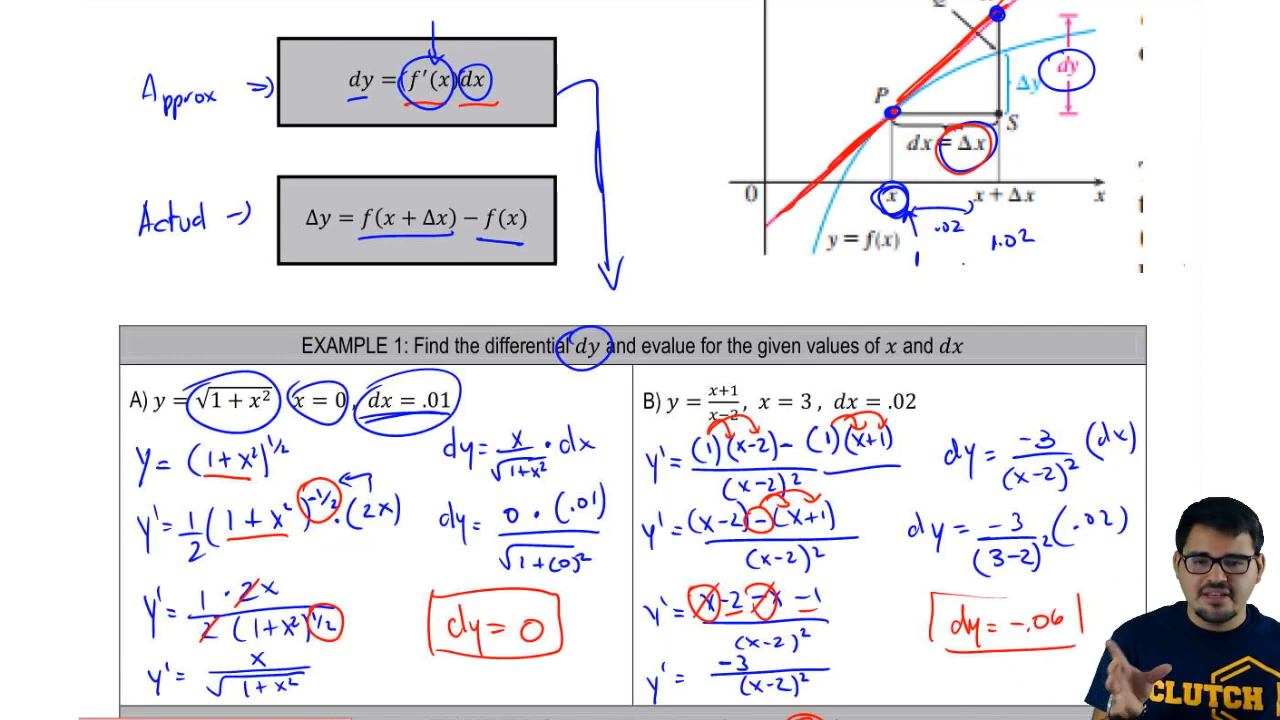 Approx => dy = f'(x)dx
Actual -> Δy = f(x + Δx) − f(x)
P
dy
Δy
S
dx = Δx
0
x
x + Δx
x
.02
1.02
y = f(x)
1
EXAMPLE 1: Find the differential dy and evalue for the given values of x and dx
A) y = √1 + x² x = 0, dx = .01
y = (1+x²)^1/2
y' = 1/2 (1+x²)^-1/2 · (2x)
y' = 1·2x / 2(1+x²)^1/2
y' = x / √1+x²
dy = x/√1+x² · dx
dy = 0·(.01) / √1+(0)²
dy = 0
B) y = x+1/x−2, x = 3, dx = .02
y' = (1)(x-2) - (1)(x+1) / (x-2)²
y' = (x-2) - (x+1) / (x-2)²
y' = x-2-x-1 / (x-2)²
y' = -3 / (x-2)²
dy = -3/(x-2)² (dx)
dy = -3/(3-2)² (.02)
dy = -.06
CLUTCH